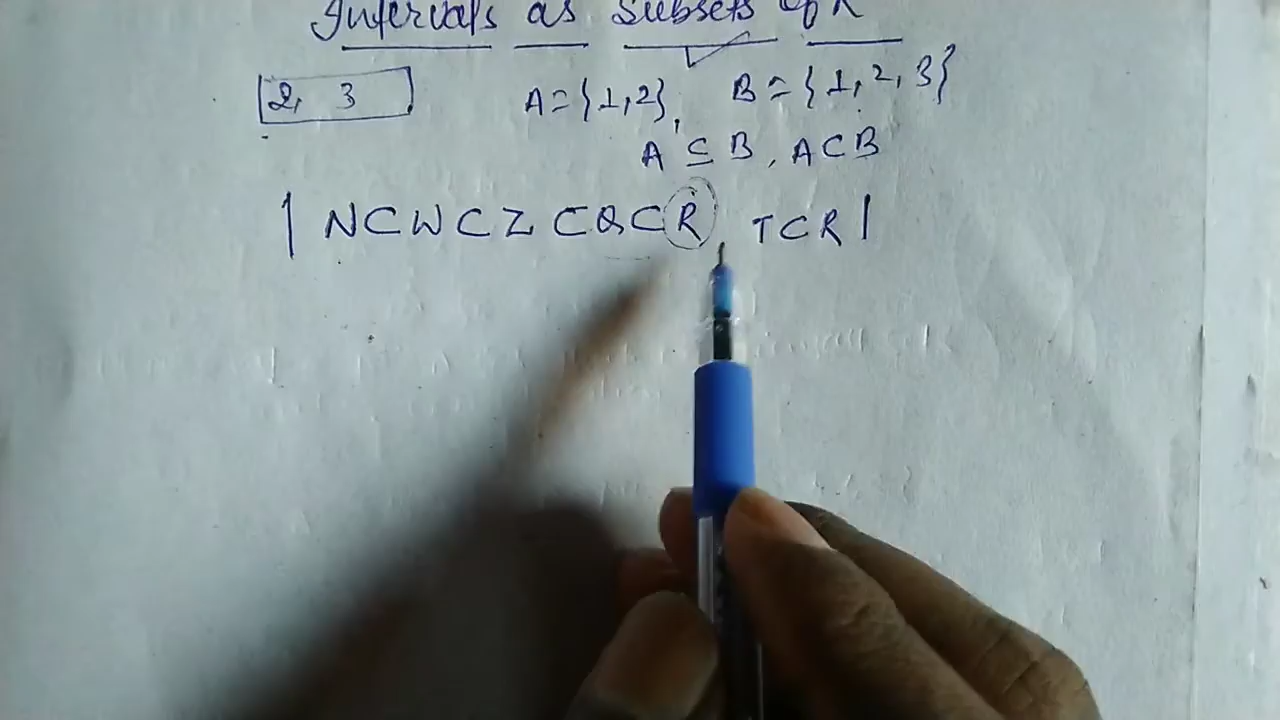 Intervals as Subsets of R
2, 3 A = {1,2}, B = {1, 2, 3}
A ⊆ B, A ⊂ B
| N ⊂ W ⊂ Z ⊂ Q ⊂ R T ⊂ R |